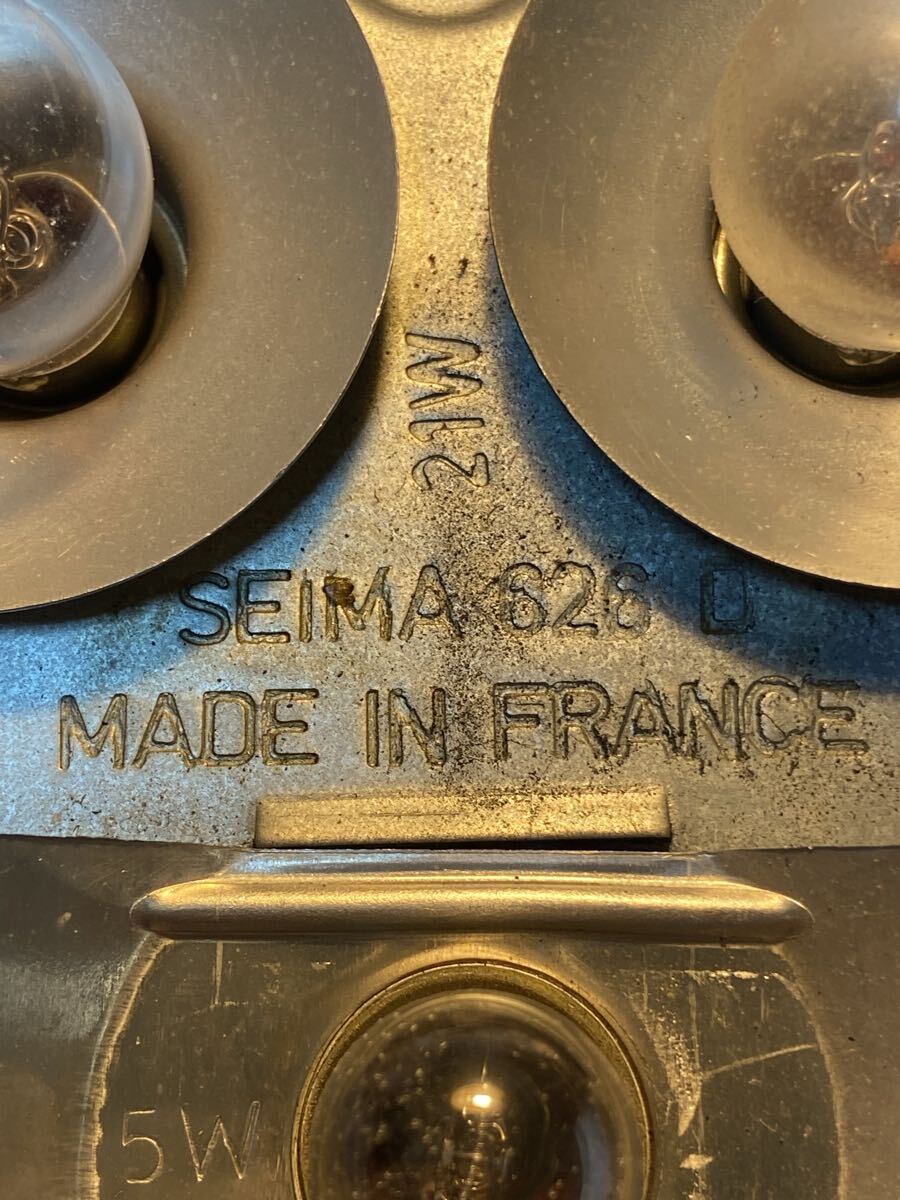 21W
SEIMA 626 D
MADE IN FRANCE
5W